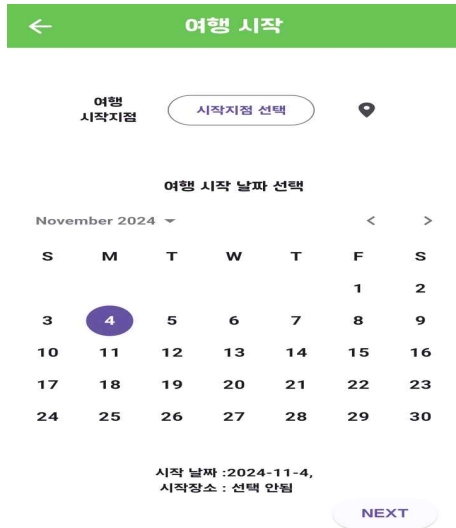 여행 시작
여행
시작지점
시작지점 선택
여행 시작 날짜 선택
November 2024
S M T W T F S
1 2
3 4 5 6 7 8 9
10 11 12 13 14 15 16
17 18 19 20 21 22 23
24 25 26 27 28 29 30
시작 날짜 :2024-11-4,
시작장소 : 선택 안됨
NEXT